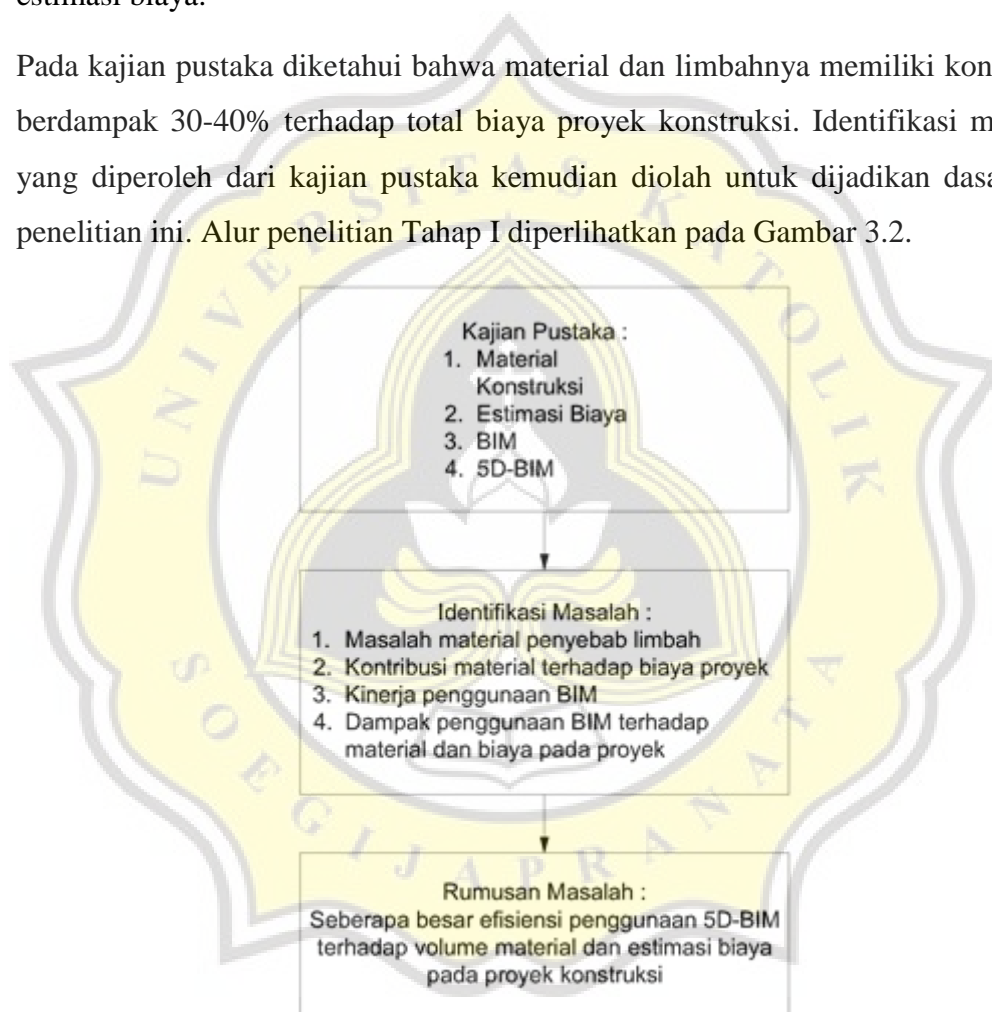 estimasi biaya.
Pada kajian pustaka diketahui bahwa material dan limbahnya memiliki kon
berdampak 30-40% terhadap total biaya proyek konstruksi. Identifikasi m
yang diperoleh dari kajian pustaka kemudian diolah untuk dijadikan dasa
penelitian ini. Alur penelitian Tahap I diperlihatkan pada Gambar 3.2.
UNIVERSITAS KATOLIK
Kajian Pustaka :
1. Material
Konstruksi
2. Estimasi Biaya
3. BIM
4. 5D-BIM
Identifikasi Masalah :
1. Masalah material penyebab limbah
2. Kontribusi material terhadap biaya proyek
3. Kinerja penggunaan BIM
4. Dampak penggunaan BIM terhadap
material dan biaya pada proyek
SOEGIJAPRANATA
Rumusan Masalah :
Seberapa besar efisiensi penggunaan 5D-BIM
terhadap volume material dan estimasi biaya
pada proyek konstruksi